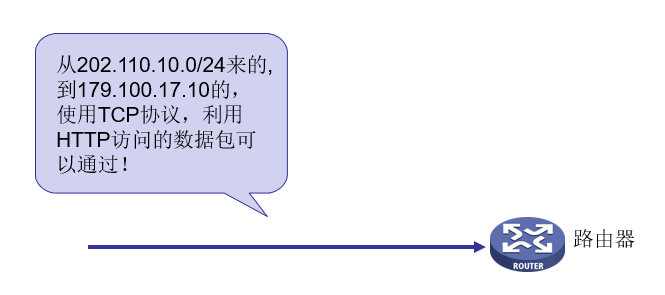 从202.110.10.0/24来的,
到179.100.17.10的，
使用TCP协议，利用
HTTP访问的数据包可
以通过！
路由器
ROUTER